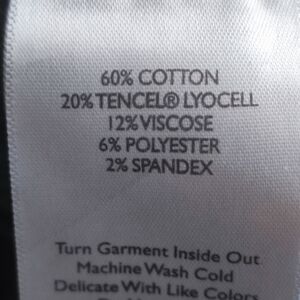 60% COTTON
20% TENCEL® LYOCELL
12% VISCOSE
6% POLYESTER
2% SPANDEX
Turn Garment Inside Out
Machine Wash Cold
Delicate With Like Colors